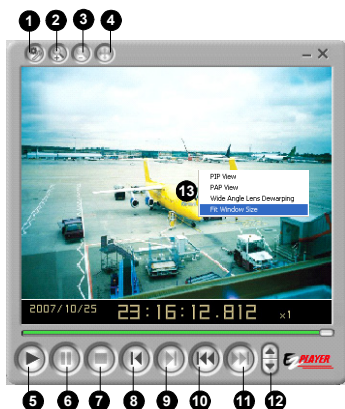 1 2 3 4
13
PIP View
PAP View
Wide Angle Lens Dewarping
Fit Window Size
2007/10/25 23:16:12.812 x1
PLAYER
5 6 7 8 9 10 11 12